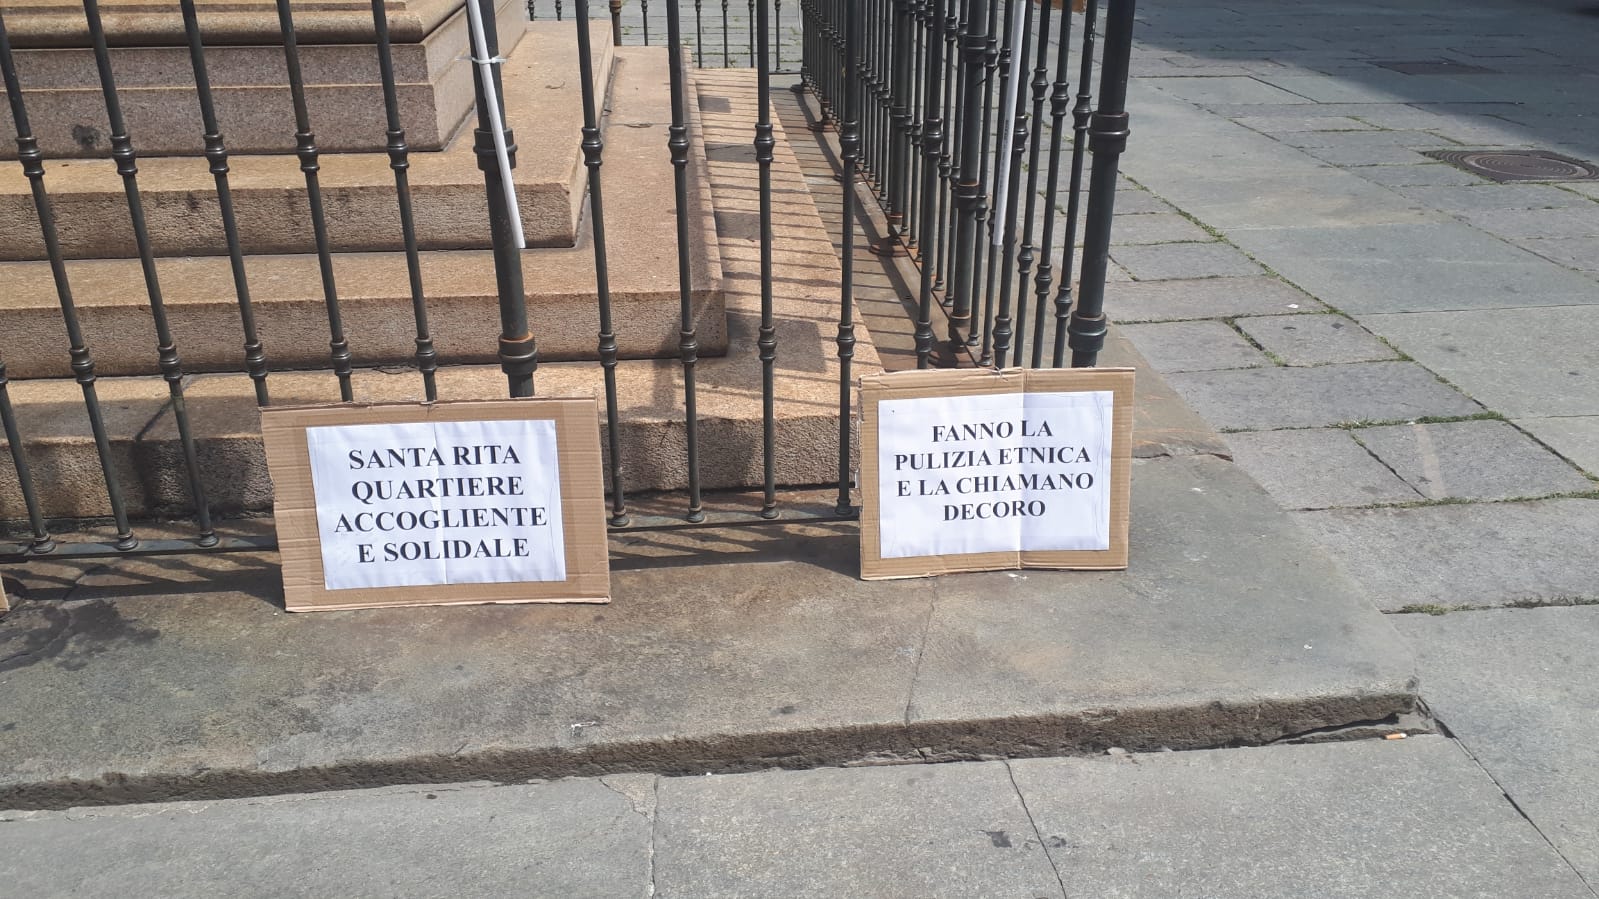 SANTA RITA
QUARTIERE
ACCOGLIENTE
E SOLIDALE
FANNO LA
PULIZIA ETNICA
E LA CHIAMANO
DECORO